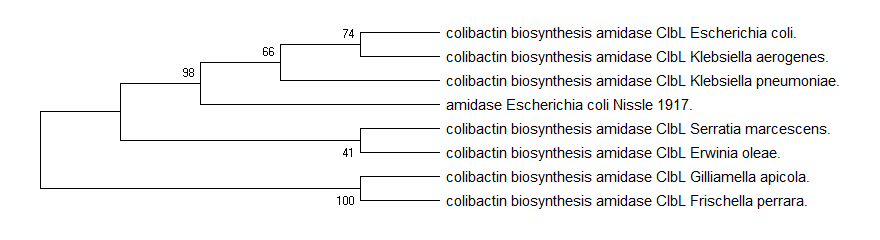 74
colibactin biosynthesis amidase ClbL Escherichia coli.
66
colibactin biosynthesis amidase ClbL Klebsiella aerogenes.
98
colibactin biosynthesis amidase ClbL Klebsiella pneumoniae.
amidase Escherichia coli Nissle 1917.
colibactin biosynthesis amidase ClbL Serratia marcescens.
41
colibactin biosynthesis amidase ClbL Erwinia oleae.
colibactin biosynthesis amidase ClbL Gilliamella apicola.
100
colibactin biosynthesis amidase ClbL Frischella perrara.